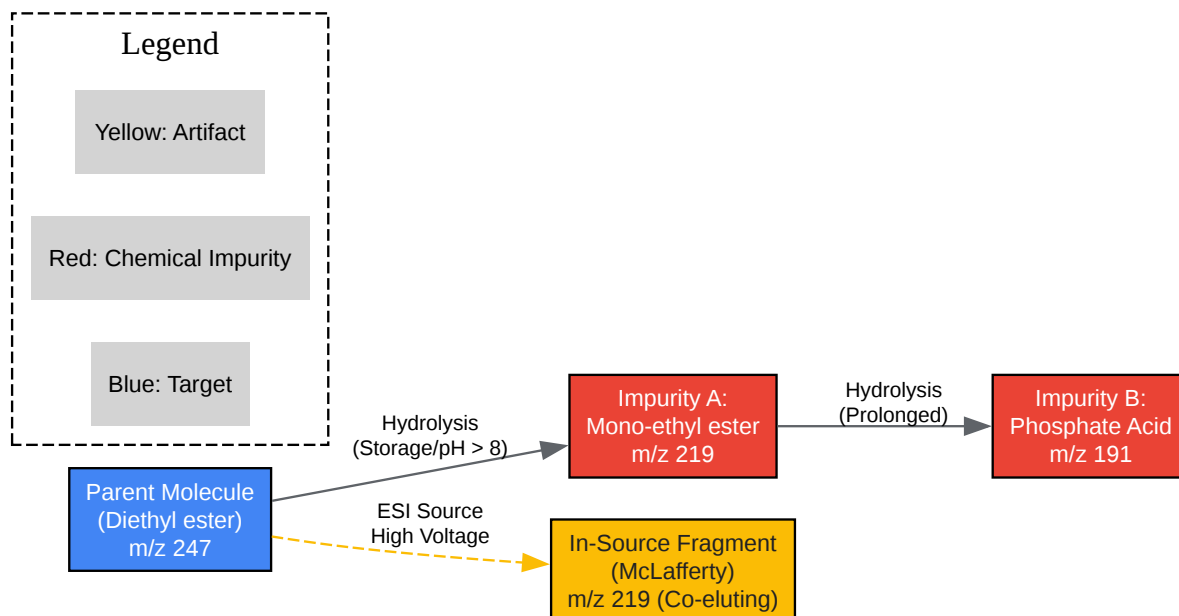 Legend
Yellow: Artifact
Red: Chemical Impurity
Blue: Target
Parent Molecule
(Diethyl ester)
m/z 247
Hydrolysis
(Storage/pH > 8)
ESI Source
High Voltage
Impurity A:
Mono-ethyl ester
m/z 219
In-Source Fragment
(McLafferty)
m/z 219 (Co-eluting)
Hydrolysis
(Prolonged)
Impurity B:
Phosphate Acid
m/z 191